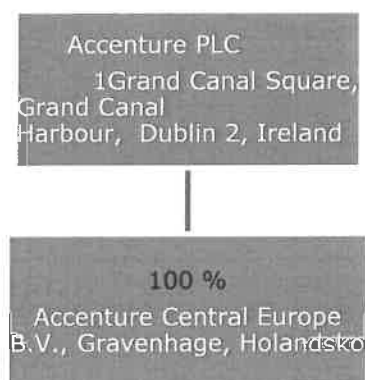 Accenture PLC
1Grand Canal Square,
Grand Canal
Harbour, Dublin 2, Ireland
100 %
Accenture Central Europe
B.V., Gravenhage, Holandsko